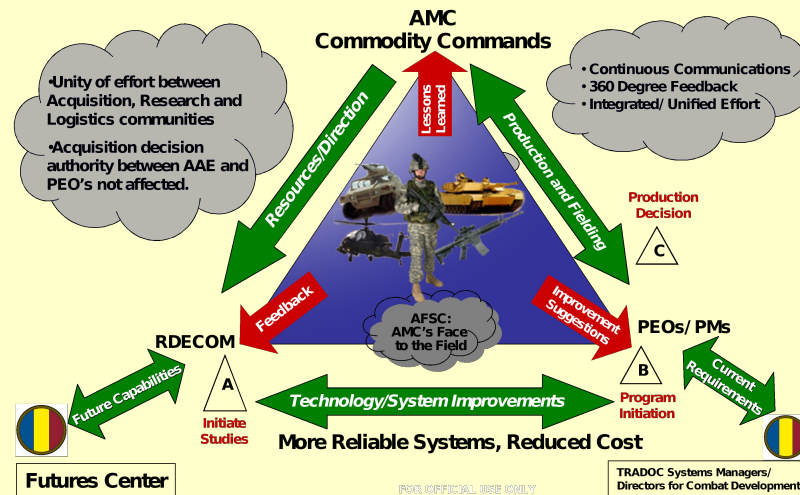 AMC
Commodity Commands
•Unity of effort between
Acquisition, Research and
Logistics communities
•Acquisition decision
authority between AAE and
PEO's not affected.
• Continuous Communications
• 360 Degree Feedback
• Integrated/ Unified Effort
Lessons
Learned
Resources/Direction
Production and Fielding
Production
Decision
C
Feedback
Improvement
Suggestions
AFSC:
AMC's Face
to the Field
RDECOM
PEOs/ PMs
A
B
Future Capabilities
Technology/System Improvements
Current
Requirements
Initiate
Studies
Program
Initiation
More Reliable Systems, Reduced Cost
Futures Center
TRADOC Systems Managers/
Directors for Combat Development
FOR OFFICIAL USE ONLY